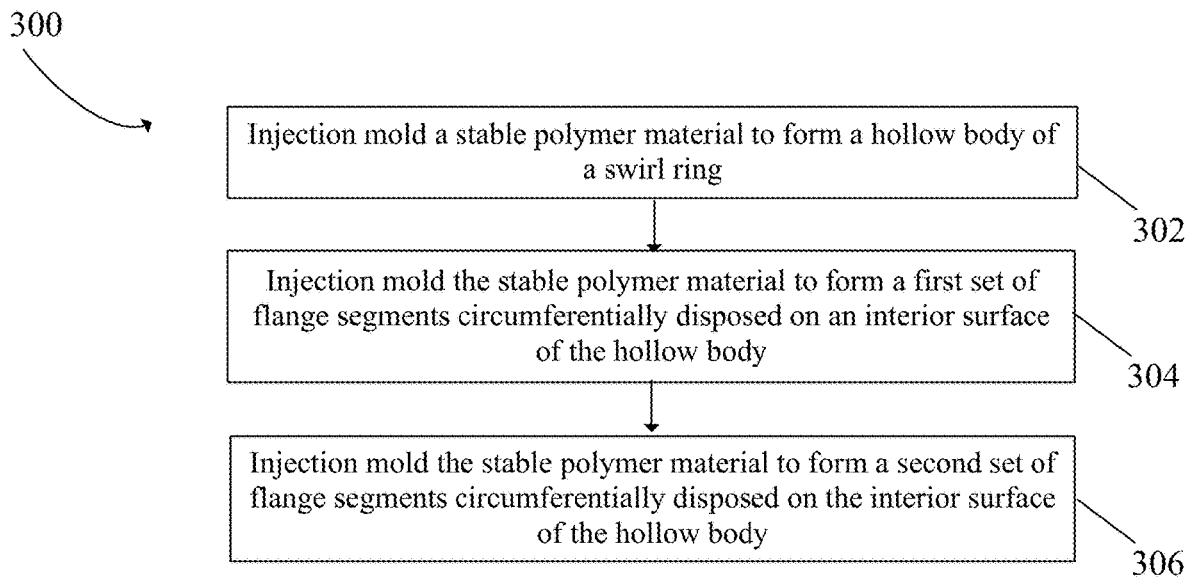 300
Injection mold a stable polymer material to form a hollow body of
a swirl ring
302
Injection mold the stable polymer material to form a first set of
flange segments circumferentially disposed on an interior surface
of the hollow body
304
Injection mold the stable polymer material to form a second set of
flange segments circumferentially disposed on the interior surface
of the hollow body
306